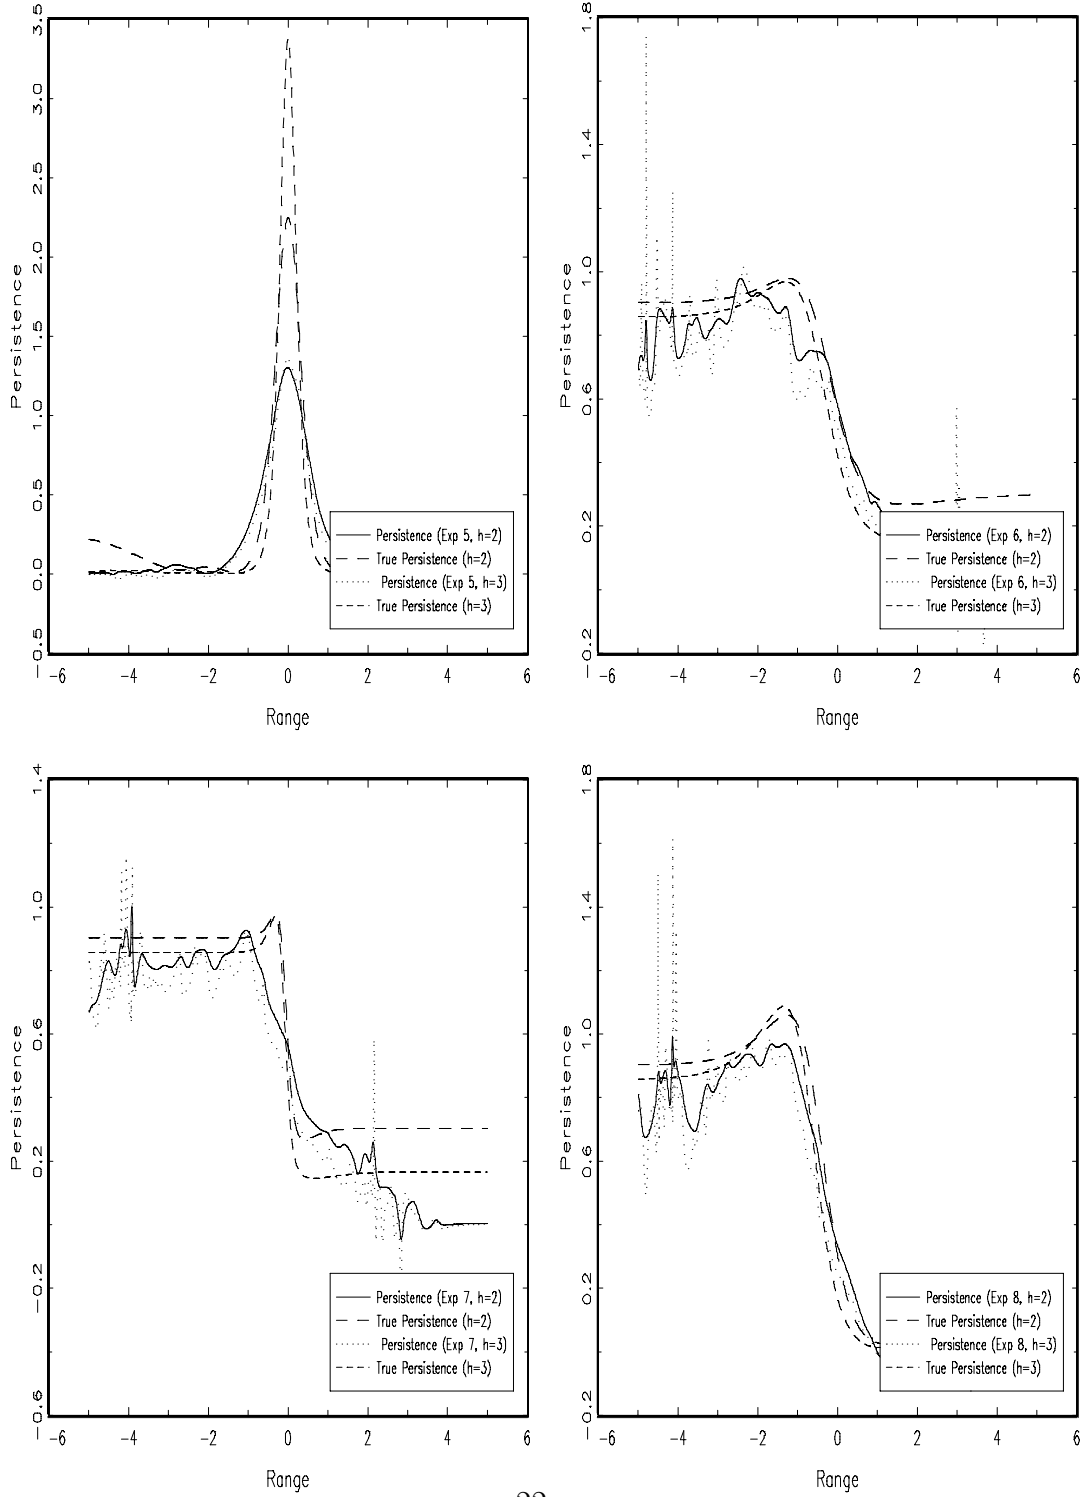 3.5
3.0
2.5
2.0
1.5
1.0
0.5
0.0
-0.5
Persistence
-6 -4 -2 0 2 4 6
Range
Persistence (Exp 5, h=2)
True Persistence (h=2)
Persistence (Exp 5, h=3)
True Persistence (h=3)
1.8
1.4
1.0
0.6
0.2
-0.2
Persistence
-6 -4 -2 0 2 4 6
Range
Persistence (Exp 6, h=2)
True Persistence (h=2)
Persistence (Exp 6, h=3)
True Persistence (h=3)
1.4
1.0
0.6
0.2
-0.2
-0.6
Persistence
-6 -4 -2 0 2 4 6
Range
Persistence (Exp 7, h=2)
True Persistence (h=2)
Persistence (Exp 7, h=3)
True Persistence (h=3)
1.8
1.4
1.0
0.6
0.2
-0.2
Persistence
-6 -4 -2 0 2 4 6
Range
Persistence (Exp 8, h=2)
True Persistence (h=2)
Persistence (Exp 8, h=3)
True Persistence (h=3)